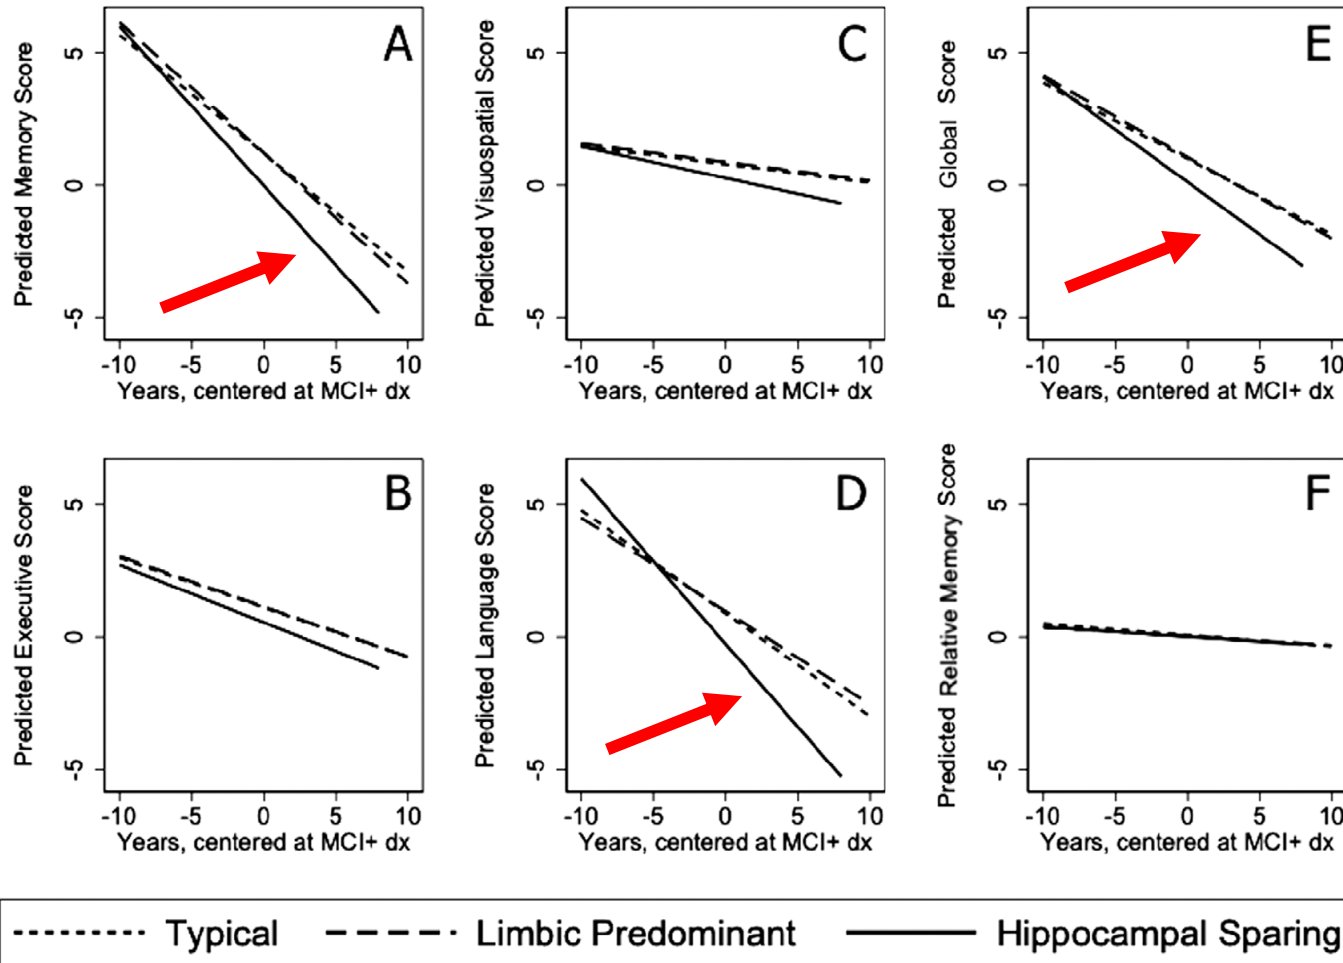 A
Predicted Memory Score
5
0
-5
-10 -5 0 5 10
Years, centered at MCI+ dx
C
Predicted Visuospatial Score
5
0
-5
-10 -5 0 5 10
Years, centered at MCI+ dx
E
Predicted Global Score
5
0
-5
-10 -5 0 5 10
Years, centered at MCI+ dx
B
Predicted Executive Score
5
0
-5
-10 -5 0 5 10
Years, centered at MCI+ dx
D
Predicted Language Score
5
0
-5
-10 -5 0 5 10
Years, centered at MCI+ dx
F
Predicted Relative Memory Score
5
0
-5
-10 -5 0 5 10
Years, centered at MCI+ dx
Typical Limbic Predominant Hippocampal Sparing